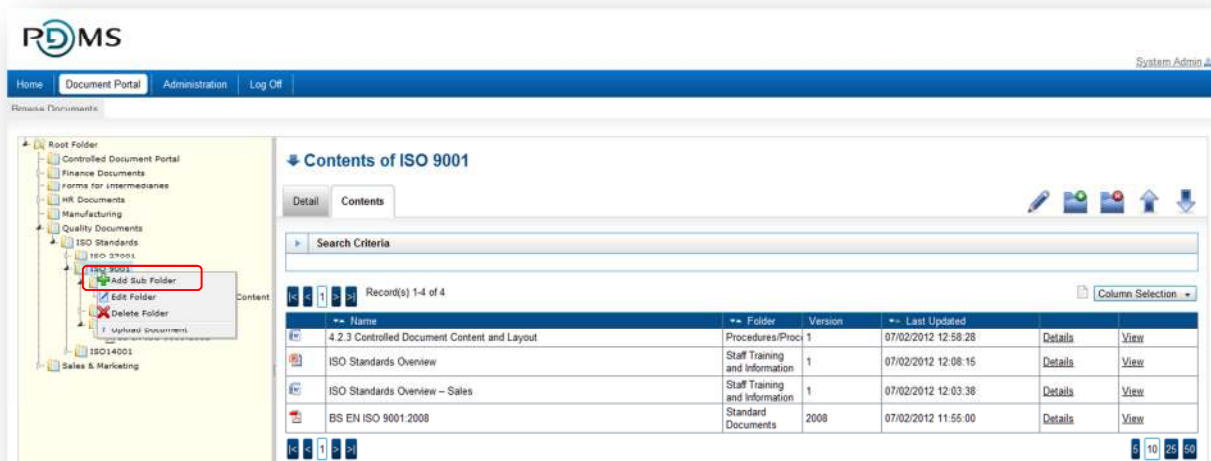 PDMS
System Admin
Home Document Portal Administration Log Off
Browse Documents
Root Folder
Controlled Document Portal
Finance Documents
Forms for Intermediaries
HR Documents
Manufacturing
Quality Documents
ISO Standards
ISO 27001
ISO 9001
Add Sub Folder
Edit Folder
Content
Delete Folder
Upload Document
ISO14001
Sales & Marketing
Contents of ISO 9001
Detail Contents
Search Criteria
|< < 1 > >| Record(s) 1-4 of 4
Column Selection
Name Folder Version Last Updated
4.2.3 Controlled Document Content and Layout Procedures/Proc 1 07/02/2012 12:58:28 Details View
ISO Standards Overview Staff Training and Information 1 07/02/2012 12:08:15 Details View
ISO Standards Overview – Sales Staff Training and Information 1 07/02/2012 12:03:38 Details View
BS EN ISO 9001:2008 Standard Documents 2008 07/02/2012 11:55:00 Details View
|< < 1 > >| 5 10 25 50